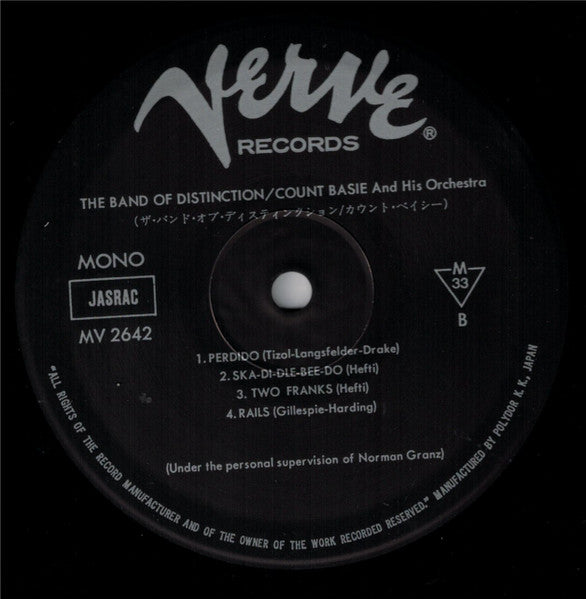 Verve
RECORDS ®
THE BAND OF DISTINCTION/COUNT BASIE And His Orchestra
(ザ・バンド・オブ・ディスティンクション/カウント・ベイシー)
MONO
JASRAC
MV 2642
M
33
B
1. PERDIDO (Tizol-Langsfelder-Drake)
2. SKA-DI-DLE-BEE-DO (Hefti)
3. TWO FRANKS (Hefti)
4. RAILS (Gillespie-Harding)
(Under the personal supervision of Norman Granz)
"ALL RIGHTS OF THE RECORD MANUFACTURER AND OF THE OWNER OF THE WORK RECORDED RESERVED." MANUFACTURED BY POLYDOR K. K., JAPAN